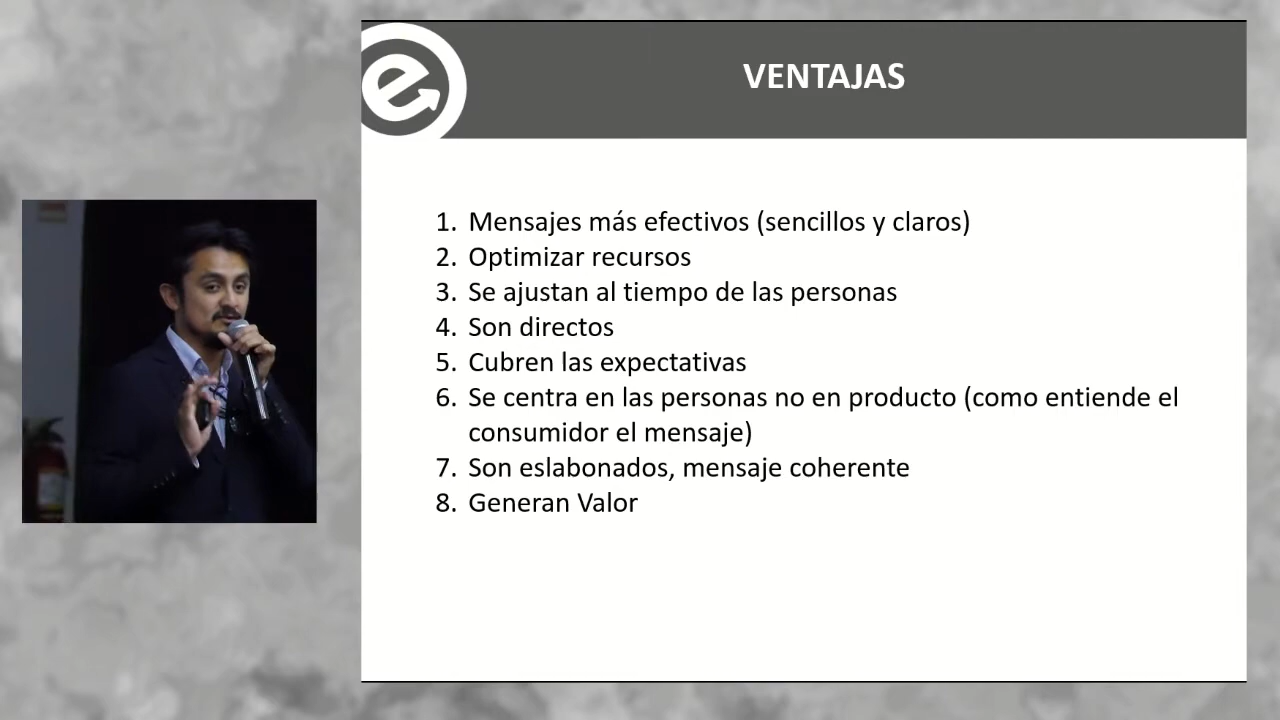 VENTAJAS
1. Mensajes más efectivos (sencillos y claros)
2. Optimizar recursos
3. Se ajustan al tiempo de las personas
4. Son directos
5. Cubren las expectativas
6. Se centra en las personas no en producto (como entiende el
consumidor el mensaje)
7. Son eslabonados, mensaje coherente
8. Generan Valor